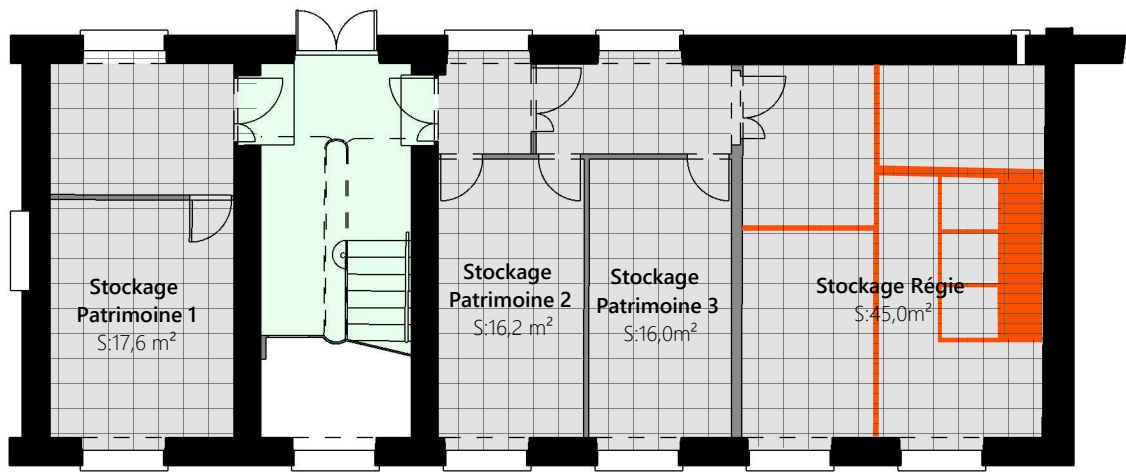 Stockage
Patrimoine 1
S:17,6 m²
Stockage
Patrimoine 2
S:16,2 m²
Stockage
Patrimoine 3
S:16,0m²
Stockage Régie
S:45,0m²